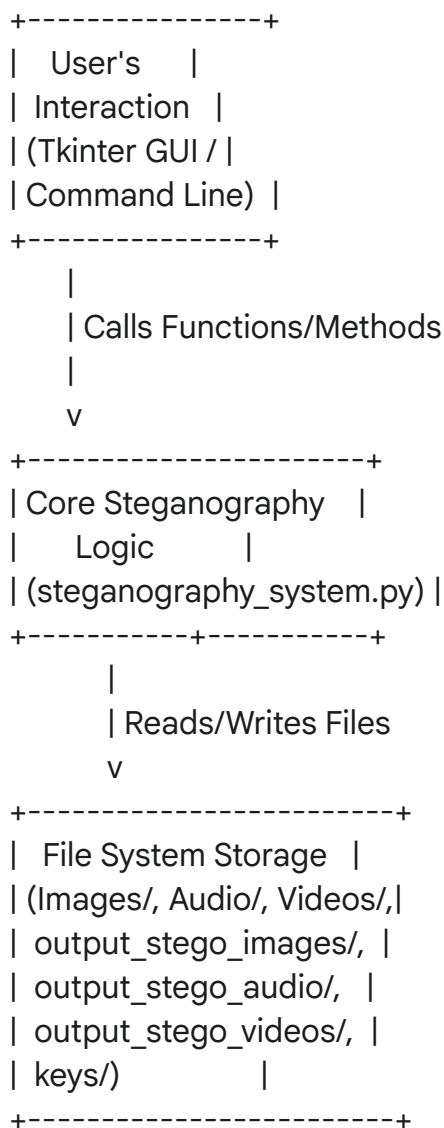 +----------------+
| User's |
| Interaction |
| (Tkinter GUI / |
| Command Line) |
+----------------+
|
| Calls Functions/Methods
|
v
+-----------------------+
| Core Steganography |
| Logic |
| (steganography_system.py) |
+-----------+-----------+
|
| Reads/Writes Files
v
+-------------------------+
| File System Storage |
| (Images/, Audio/, Videos/,|
| output_stego_images/, |
| output_stego_audio/, |
| output_stego_videos/, |
| keys/) |
+-------------------------+